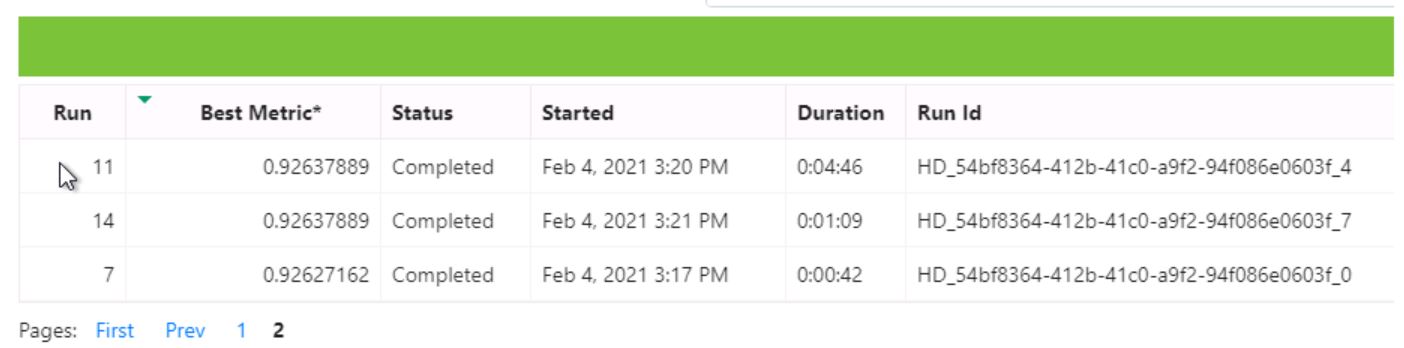 Run Best Metric* Status Started Duration Run Id
11 0.92637889 Completed Feb 4, 2021 3:20 PM 0:04:46 HD_54bf8364-412b-41c0-a9f2-94f086e0603f_4
14 0.92637889 Completed Feb 4, 2021 3:21 PM 0:01:09 HD_54bf8364-412b-41c0-a9f2-94f086e0603f_7
7 0.92627162 Completed Feb 4, 2021 3:17 PM 0:00:42 HD_54bf8364-412b-41c0-a9f2-94f086e0603f_0
Pages: First Prev 1 2